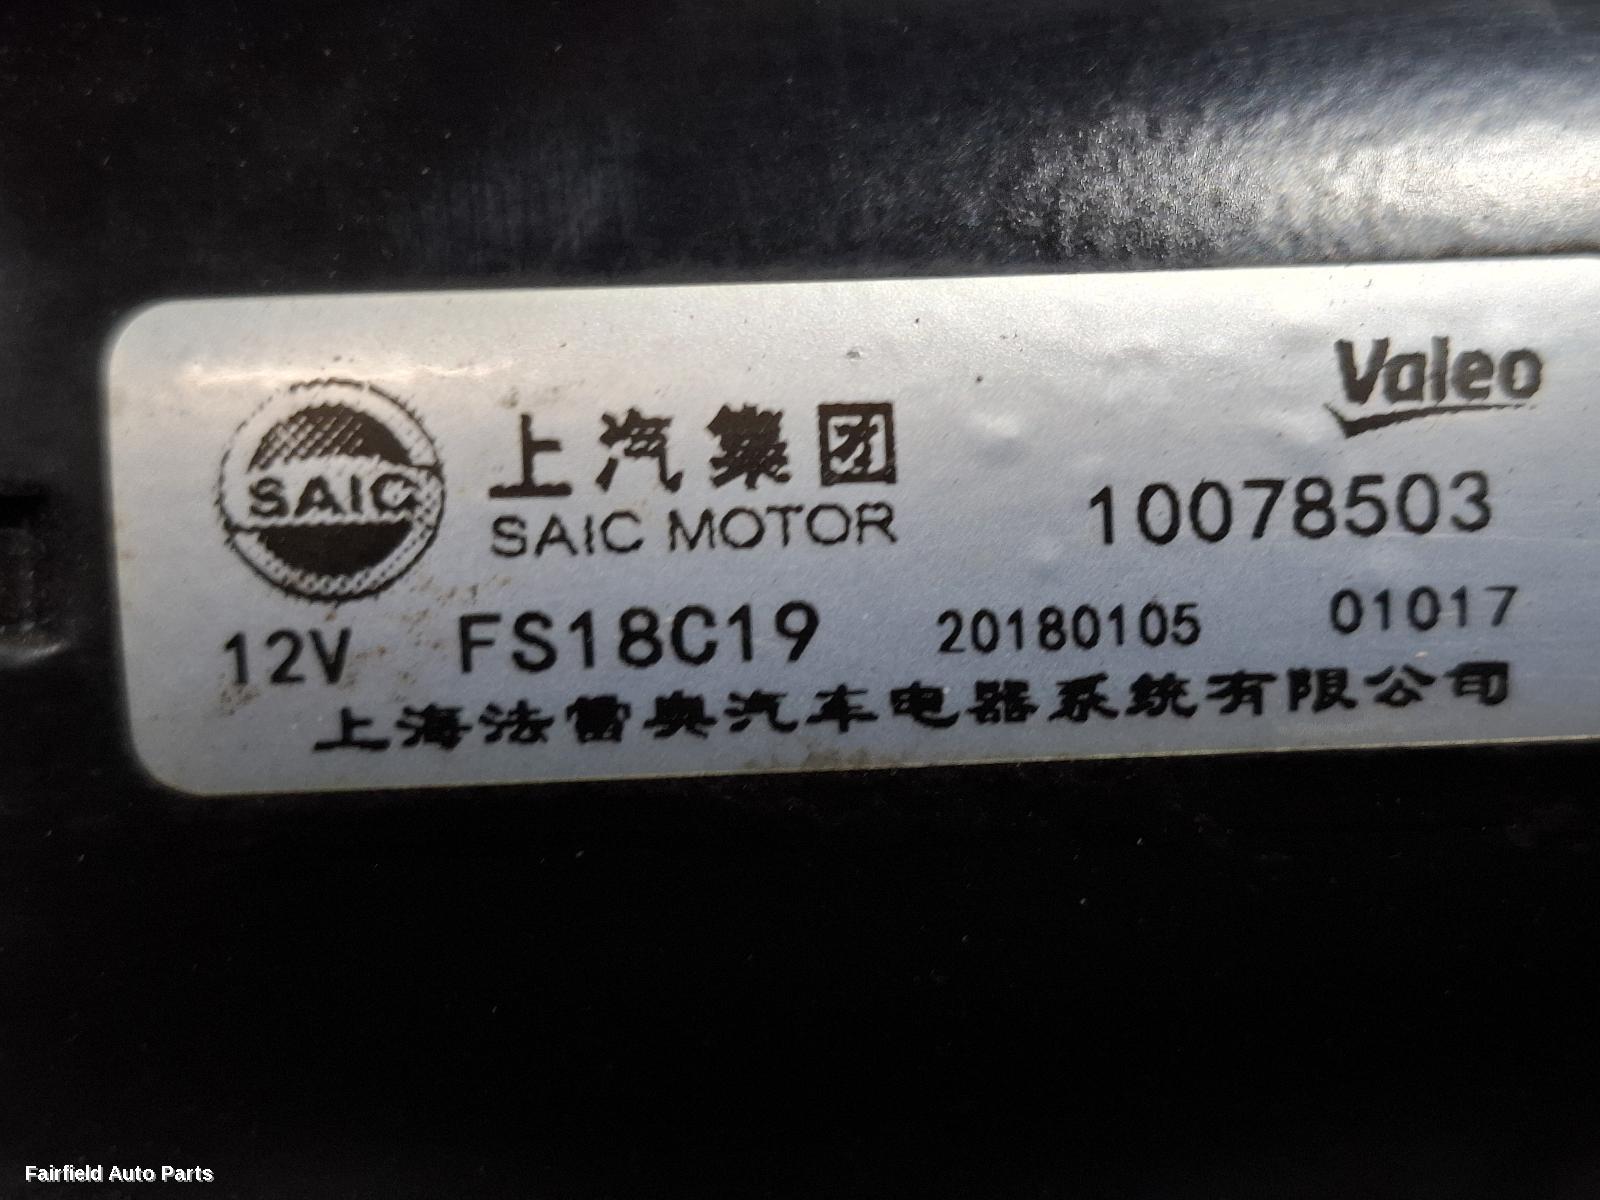 Valeo
SAIC
上汽集团
SAIC MOTOR
10078503
12V FS18C19 20180105 01017
上海法雷奥汽车电器系统有限公司
Fairfield Auto Parts